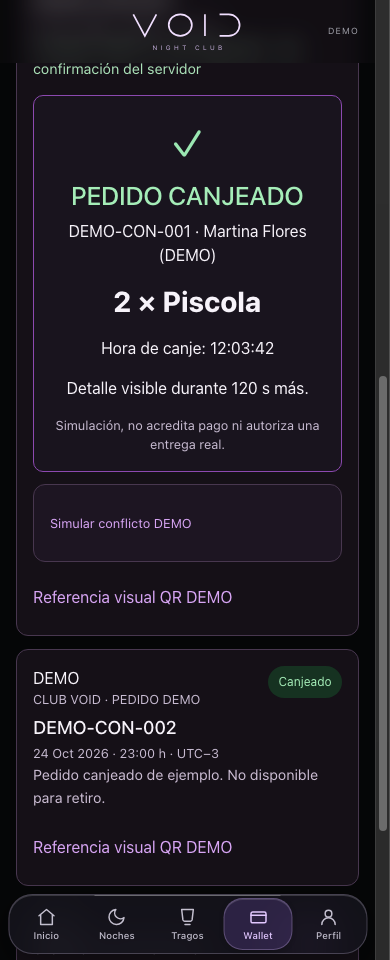 VOID
NIGHT CLUB
DEMO
confirmación del servidor
PEDIDO CANJEADO
DEMO-CON-001 · Martina Flores
(DEMO)
2 × Piscola
Hora de canje: 12:03:42
Detalle visible durante 120 s más.
Simulación, no acredita pago ni autoriza una
entrega real.
Simular conflicto DEMO
Referencia visual QR DEMO
DEMO
Canjeado
CLUB VOID · PEDIDO DEMO
DEMO-CON-002
24 Oct 2026 · 23:00 h · UTC−3
Pedido canjeado de ejemplo. No disponible
para retiro.
Referencia visual QR DEMO
Inicio
Noches
Tragos
Wallet
Perfil